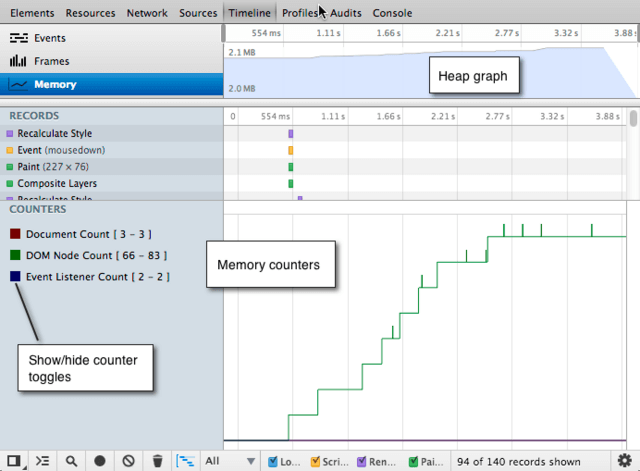 Elements Resources Network Sources Timeline Profiles Audits Console
Events
Frames
Memory
554 ms 1.11 s 1.66 s 2.21 s 2.77 s 3.32 s 3.88 s
2.1 MB
2.0 MB
Heap graph
RECORDS
0 554 ms 1.11 s 1.66 s 2.21 s 2.77 s 3.32 s 3.88 s
Recalculate Style
Event (mousedown)
Paint (227 × 76)
Composite Layers
Recalculate Style
COUNTERS
Document Count [ 3 – 3 ]
DOM Node Count [ 66 – 83 ]
Event Listener Count [ 2 – 2 ]
Memory counters
Show/hide counter
toggles
All Lo... Scri... Ren... Pai... 94 of 140 records shown